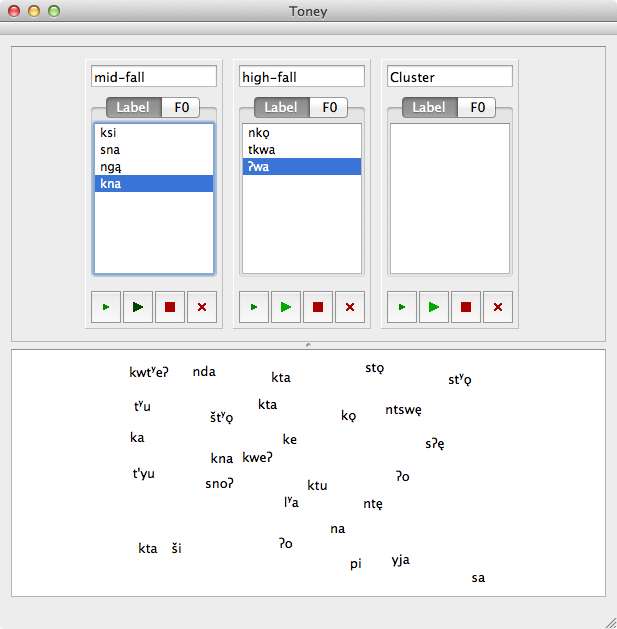 Toney
mid-fall
Label F0
ksi
sna
ngą
kna
high-fall
Label F0
nkǫ
tkwa
ʔwa
Cluster
Label F0
kwtʸeʔ nda kta stǫ stʸǫ
tʸu štʸǫ kta kǫ ntswę
ka ke sʔę
kna kweʔ
t'yu snoʔ ktu ʔo
lʸa ntę
na
kta ši ʔo
pi yja
sa